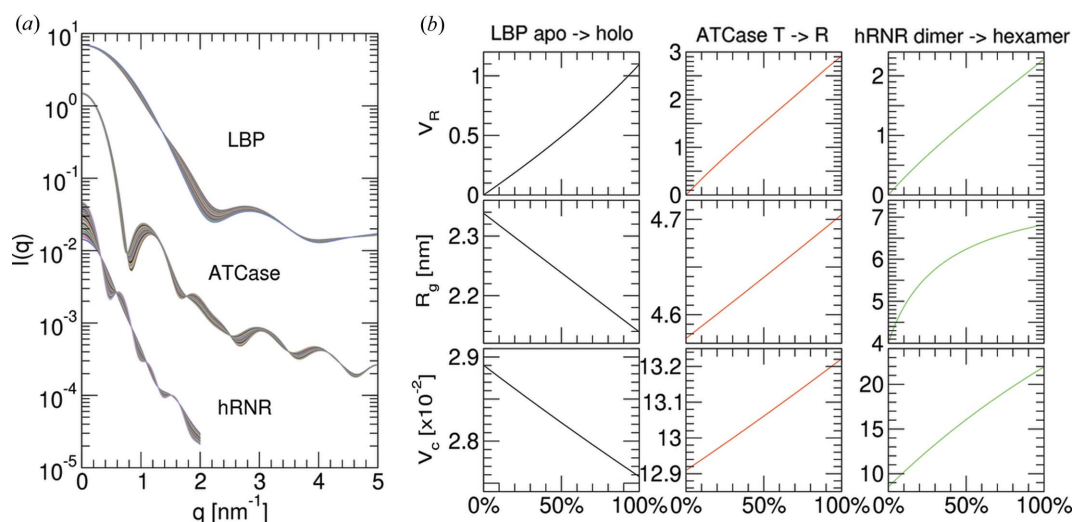 (a)
10^1
10^0
10^-1
10^-2
10^-3
10^-4
10^-5
I(q)
LBP
ATCase
hRNR
0 1 2 3 4 5
q [nm^-1]
(b)
LBP apo -> holo
ATCase T -> R
hRNR dimer -> hexamer
V_R
1
0.5
0
3
2
1
0
2
1
0
R_g [nm]
2.3
2.2
4.7
4.6
7
6
5
4
V_c [x10^-2]
2.9
2.8
13.2
13.1
13
12.9
20
15
10
0% 50% 100%
0% 50% 100%
0% 50% 100%